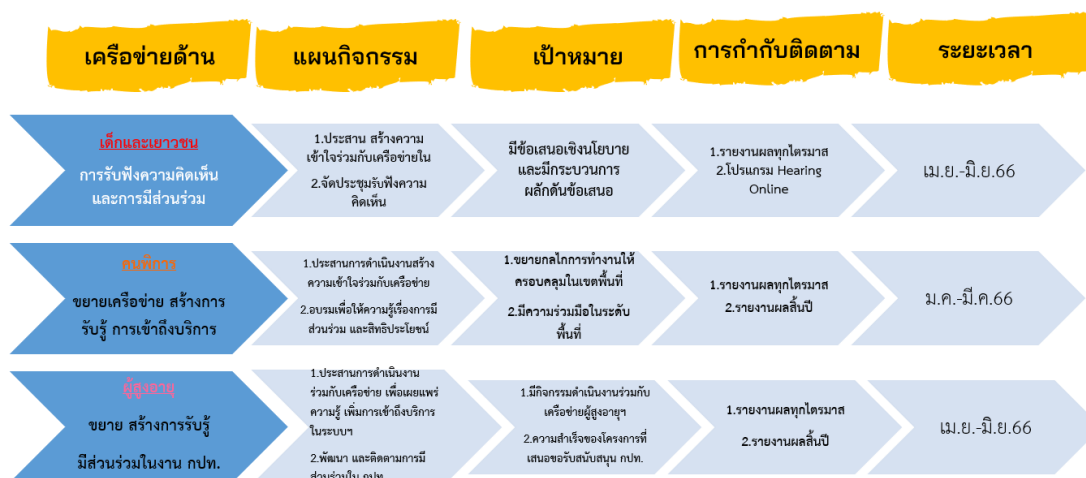 เครือข่ายด้าน
แผนกิจกรรม
เป้าหมาย
การกำกับติดตาม
ระยะเวลา
เด็กและเยาวชน
การรับฟังความคิดเห็น
และการมีส่วนร่วม
1.ประสาน สร้างความ
เข้าใจร่วมกับเครือข่ายใน
2.จัดประชุมรับฟังความ
คิดเห็น
มีข้อเสนอเชิงนโยบาย
และมีกระบวนการ
ผลักดันข้อเสนอ
1.รายงานผลทุกไตรมาส
2.โปรแกรม Hearing
Online
เม.ย.-มิ.ย.66
คนพิการ
ขยายเครือข่าย สร้างการ
รับรู้ การเข้าถึงบริการ
1.ประสานการดำเนินงานสร้าง
ความเข้าใจร่วมกับเครือข่าย
2.อบรมเพื่อให้ความรู้เรื่องการมี
ส่วนร่วม และสิทธิประโยชน์
1.ขยายกลไกการทำงานให้
ครอบคลุมในเขตพื้นที่
2.มีความร่วมมือในระดับ
พื้นที่
1.รายงานผลทุกไตรมาส
2.รายงานผลสิ้นปี
ม.ค.-มี.ค.66
ผู้สูงอายุ
ขยาย สร้างการรับรู้
มีส่วนร่วมในงาน กปท.
1.ประสานการดำเนินงาน
ร่วมกับเครือข่าย เพื่อเผยแพร่
ความรู้ เพิ่มการเข้าถึงบริการ
ในระบบฯ
2.พัฒนา และติดตามการมี
ส่วนร่วมใน กปท.
1.มีกิจกรรมดำเนินงานร่วมกับ
เครือข่ายผู้สูงอายุฯ
2.ความสำเร็จของโครงการที่
เสนอขอรับสนับสนุน กปท.
1.รายงานผลทุกไตรมาส
2.รายงานผลสิ้นปี
เม.ย.-มิ.ย.66